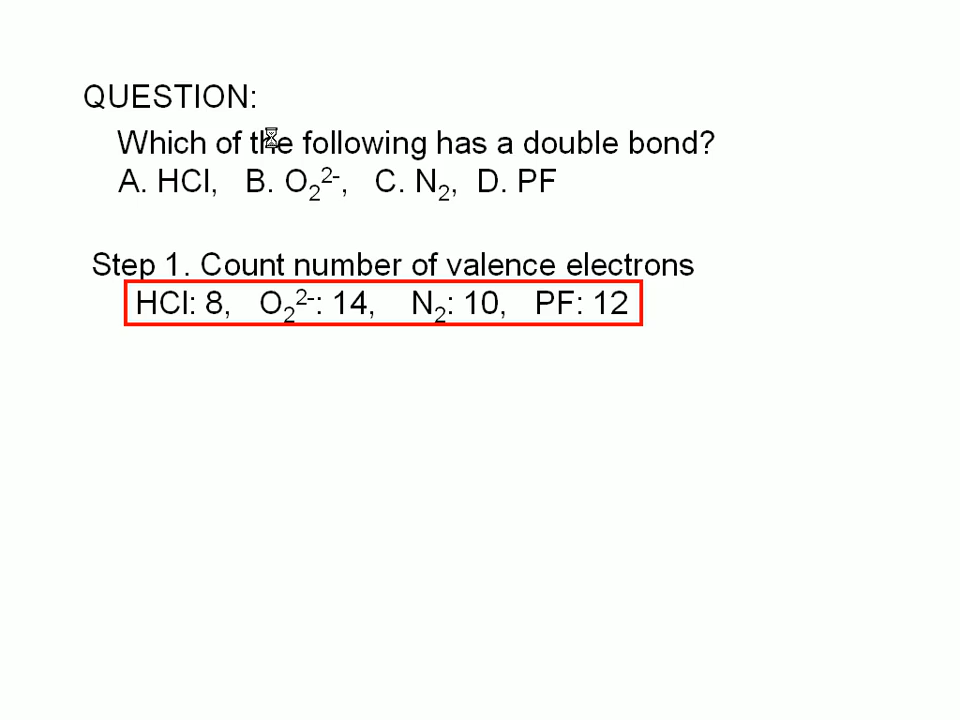 QUESTION:
Which of the following has a double bond?
A. HCl, B. O₂²⁻, C. N₂, D. PF
Step 1. Count number of valence electrons
HCl: 8, O₂²⁻: 14, N₂: 10, PF: 12